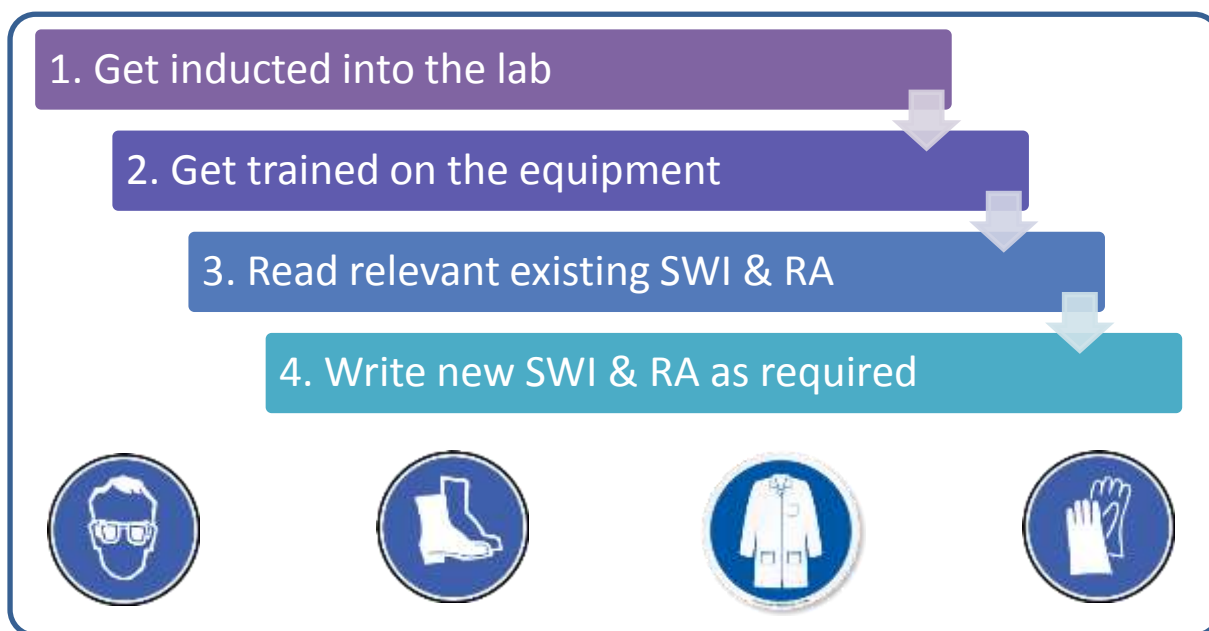 1. Get inducted into the lab
2. Get trained on the equipment
3. Read relevant existing SWI & RA
4. Write new SWI & RA as required